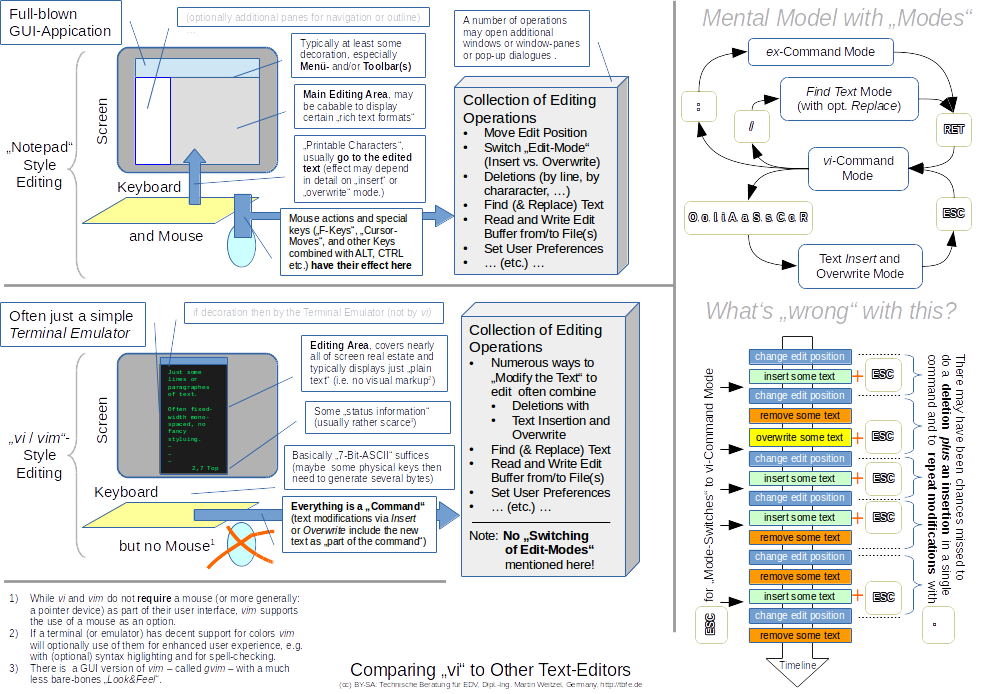 Full-blown
GUI-Appication
(optionally additional panes for navigation or outline)
…
Typically at least some
decoration, especially
Menü- and/or Toolbar(s)
Main Editing Area, may
be cabable to display
certain „rich text formats“
„Printable Characters“,
usually go to the edited
text (effect may depend
in detail on „insert“ or
„overwrite“ mode.)
Screen
„Notepad“
Style
Editing
Keyboard
and Mouse
Mouse actions and special
keys („F-Keys“, „Cursor-
Moves“, and other Keys
combined with ALT, CTRL
etc.) have their effect here
A number of operations
may open additional
windows or window-panes
or pop-up dialogues .
Collection of Editing
Operations
• Move Edit Position
• Switch „Edit-Mode“
(Insert vs. Overwrite)
• Deletions (by line, by
chararacter, …)
• Find (& Replace) Text
• Read and Write Edit
Buffer from/to File(s)
• Set User Preferences
• … (etc.) …
Often just a simple
Terminal Emulator
if decoration then by the Terminal Emulator (not by vi)
Editing Area, covers nearly
all of screen real estate and
typically displays just „plain
text“ (i.e. no visual markup²)
Some „status information“
(usually rather scarce³)
Basically „7-Bit-ASCII“ suffices
(maybe some physical keys then
need to generate several bytes)
Just some
lines or
paragraphes
of text.
Often fixed-
width mono-
spaced, no
fancy
styluing.
~
~
~
2,7 Top
Screen
„vi / vim“-
Style
Editing
Keyboard
but no Mouse¹
Everything is a „Command“
(text modifications via Insert
or Overwrite include the new
text as „part of the command“)
Collection of Editing
Operations
• Numerous ways to
„Modify the Text“ to
edit often combine
• Deletions with
• Text Insertion and
Overwrite
• Find (& Replace) Text
• Read and Write Edit
Buffer from/to File(s)
• Set User Preferences
• … (etc.) …
Note: No „Switching
of Edit-Modes“
mentioned here!
1) While vi and vim do not require a mouse (or more generally:
a pointer device) as part of their user interface, vim supports
the use of a mouse as an option.
2) If a terminal (or emulator) has decent support for colors vim
will optionally use of them for enhanced user experience, e.g.
with (optional) syntax higlighting and for spell-checking.
3) There is a GUI version of vim – called gvim – with a much
less bare-bones „Look&Feel“.
Comparing „vi“ to Other Text-Editors
(cc) BY-SA: Technische Beratung für EDV, Dipl.-Ing. Martin Weitzel, Germany, http://tbfe.de
Mental Model with „Modes“
ex-Command Mode
Find Text Mode
(with opt. Replace)
:
/
RET
vi-Command
Mode
O o I i A a S s C c R
ESC
Text Insert and
Overwrite Mode
What‘s „wrong“ with this?
change edit position
insert some text + ESC
change edit position
remove some text
overwrite some text + ESC
change edit position
insert some text + ESC
change edit position
insert some text + ESC
remove some text
change edit position
remove some text
insert some text + ESC
change edit position
remove some text
Timeline
ESC for „Mode-Switches“ to vi-Command Mode
There may have been chances missed to
do a deletion plus an insertion in a single
command and to repeat modifications with
.